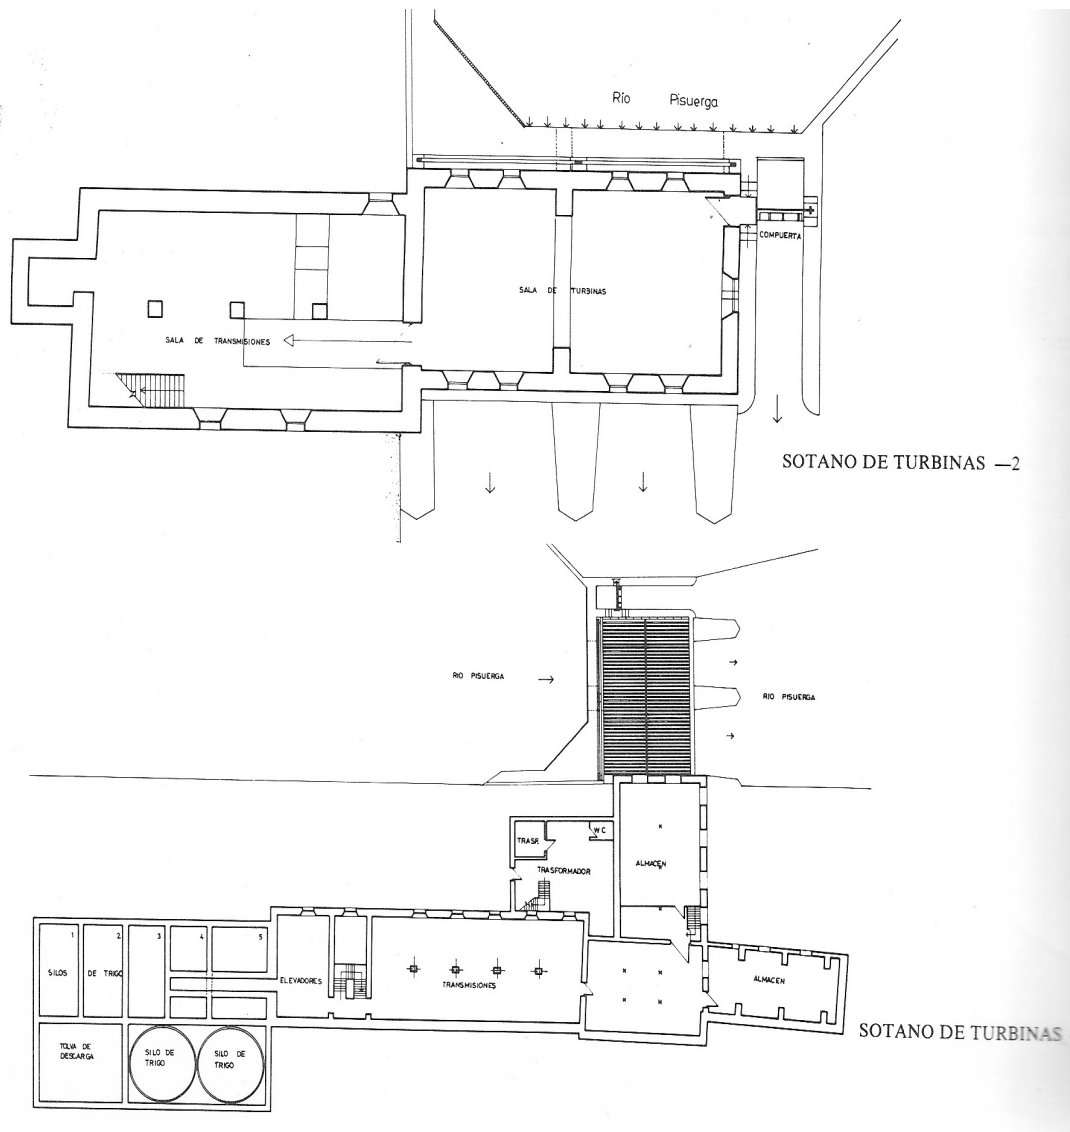 Río Pisuerga
COMPUERTA
SALA DE TURBINAS
SALA DE TRANSMISIONES
SOTANO DE TURBINAS —2
RIO PISUERGA
RIO PISUERGA
TRASF.
WC
TRASFORMADOR
ALMACEN
1 2 3 4 5
SILOS DE TRIGO
ELEVADORES
TRANSMISIONES
ALMACEN
TOLVA DE
DESCARGA
SILO DE
TRIGO
SILO DE
TRIGO
SOTANO DE TURBINAS